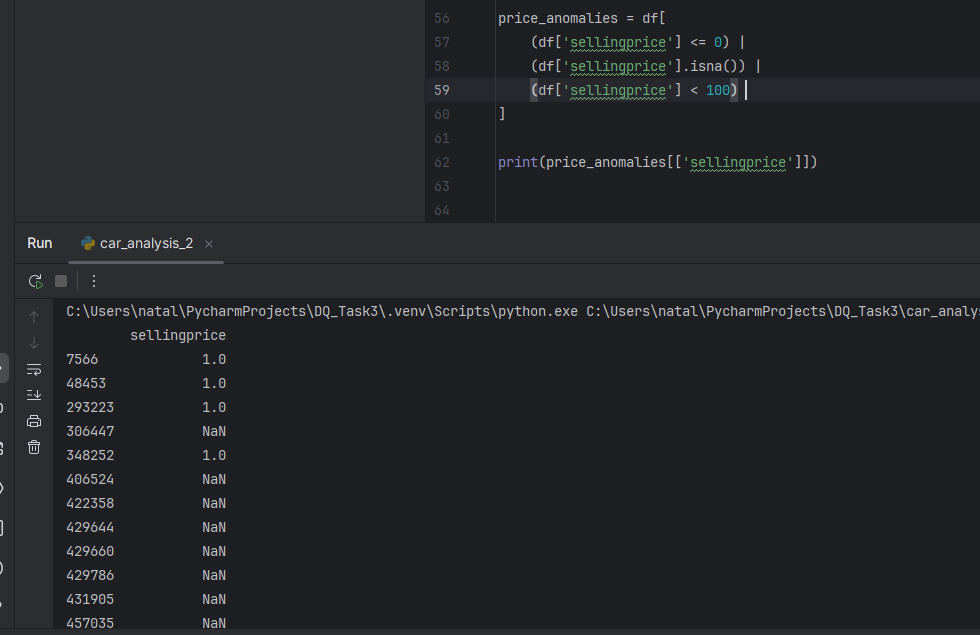 56 price_anomalies = df[
57 (df['sellingprice'] <= 0) |
58 (df['sellingprice'].isna()) |
59 (df['sellingprice'] < 100)
60 ]
61
62 print(price_anomalies[['sellingprice']])
63
64
Run car_analysis_2 ×
C:\Users\natal\PycharmProjects\DQ_Task3\.venv\Scripts\python.exe C:\Users\natal\PycharmProjects\DQ_Task3\car_analys
sellingprice
7566 1.0
48453 1.0
293223 1.0
306447 NaN
348252 1.0
406524 NaN
422358 NaN
429644 NaN
429660 NaN
429786 NaN
431905 NaN
457035 NaN